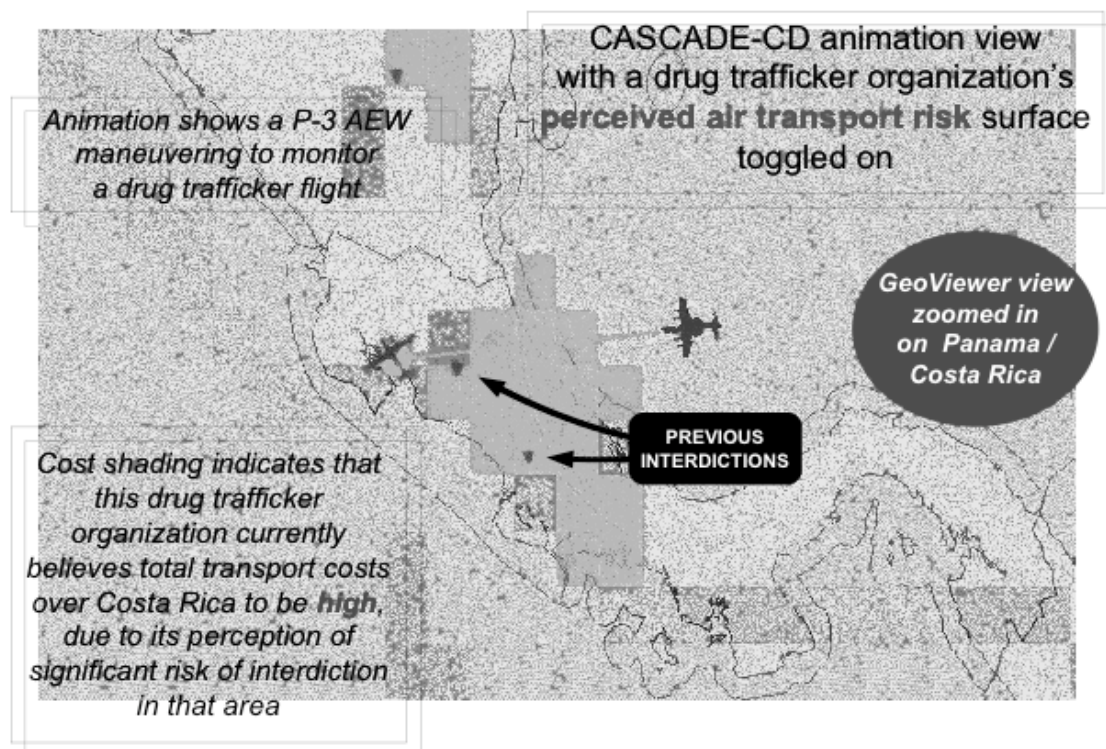 CASCADE-CD animation view
with a drug trafficker organization's
perceived air transport risk surface
toggled on
Animation shows a P-3 AEW
maneuvering to monitor
a drug trafficker flight
GeoViewer view
zoomed in
on Panama /
Costa Rica
PREVIOUS
INTERDICTIONS
Cost shading indicates that
this drug trafficker
organization currently
believes total transport costs
over Costa Rica to be high,
due to its perception of
significant risk of interdiction
in that area